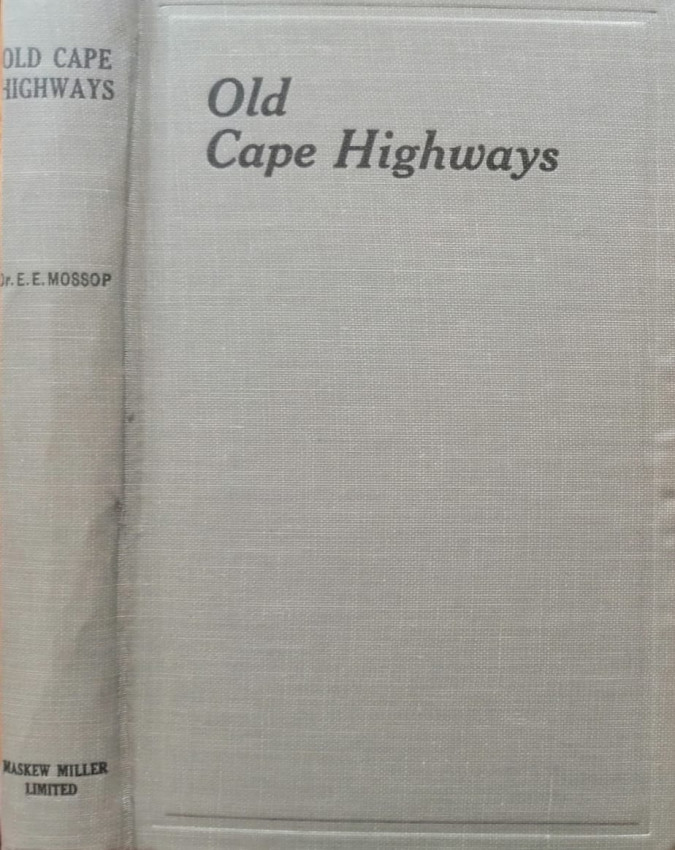 OLD CAPE
HIGHWAYS
Dr. E. E. MOSSOP
MASKEW MILLER
LIMITED
Old
Cape Highways